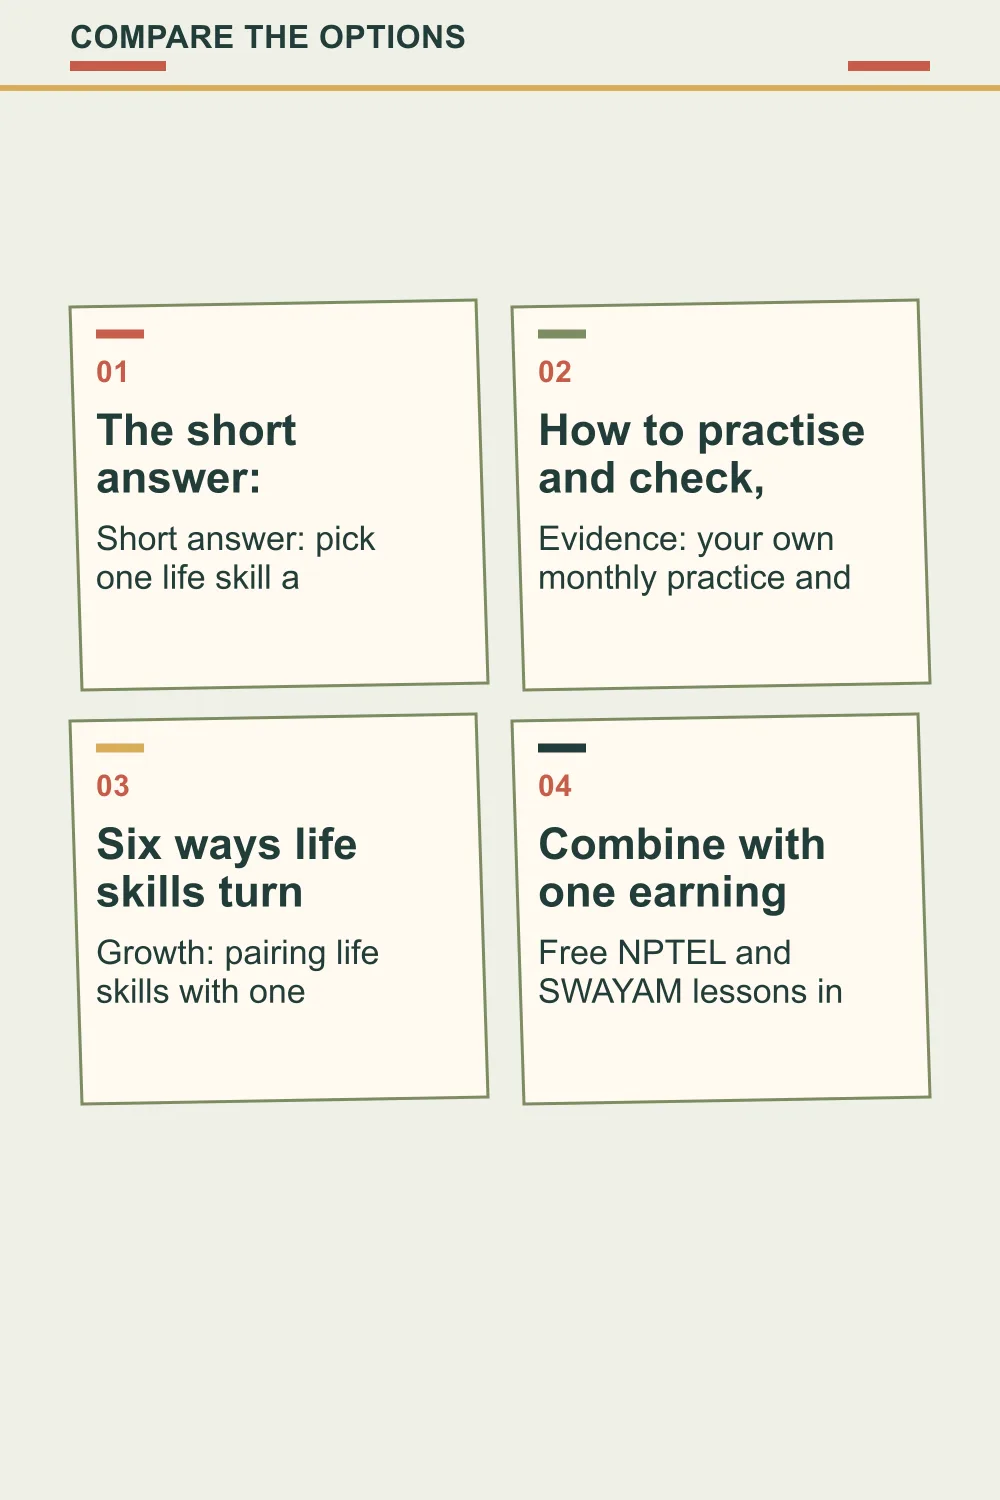 COMPARE THE OPTIONS
01
The short
answer:
Short answer: pick
one life skill a
02
How to practise
and check,
Evidence: your own
monthly practice and
03
Six ways life
skills turn
Growth: pairing life
skills with one
04
Combine with
one earning
Free NPTEL and
SWAYAM lessons in